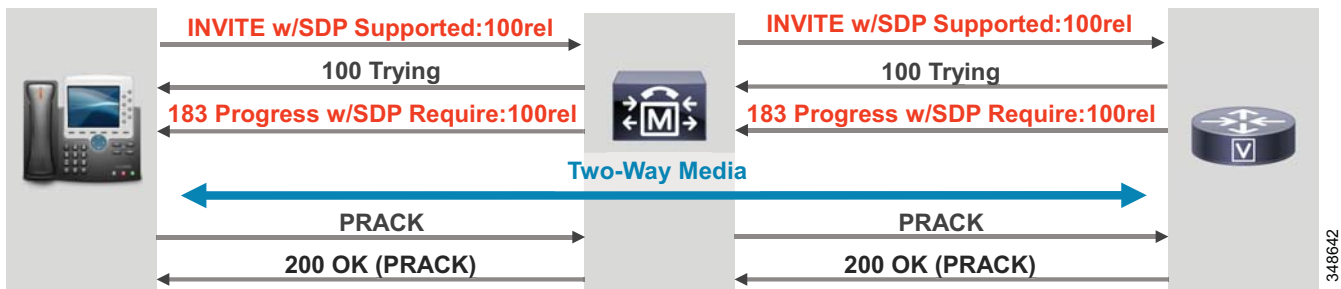 INVITE w/SDP Supported:100rel
INVITE w/SDP Supported:100rel
100 Trying
100 Trying
183 Progress w/SDP Require:100rel
183 Progress w/SDP Require:100rel
M
V
Two-Way Media
PRACK
PRACK
200 OK (PRACK)
200 OK (PRACK)
348642